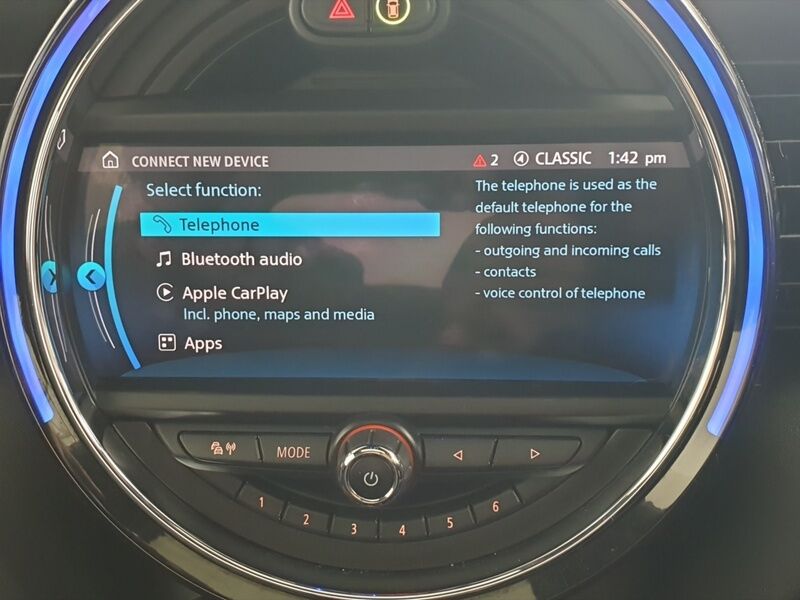 CONNECT NEW DEVICE
2 CLASSIC 1:42 pm
Select function:
Telephone
Bluetooth audio
Apple CarPlay
Incl. phone, maps and media
Apps
The telephone is used as the
default telephone for the
following functions:
- outgoing and incoming calls
- contacts
- voice control of telephone
MODE
1 2 3 4 5 6